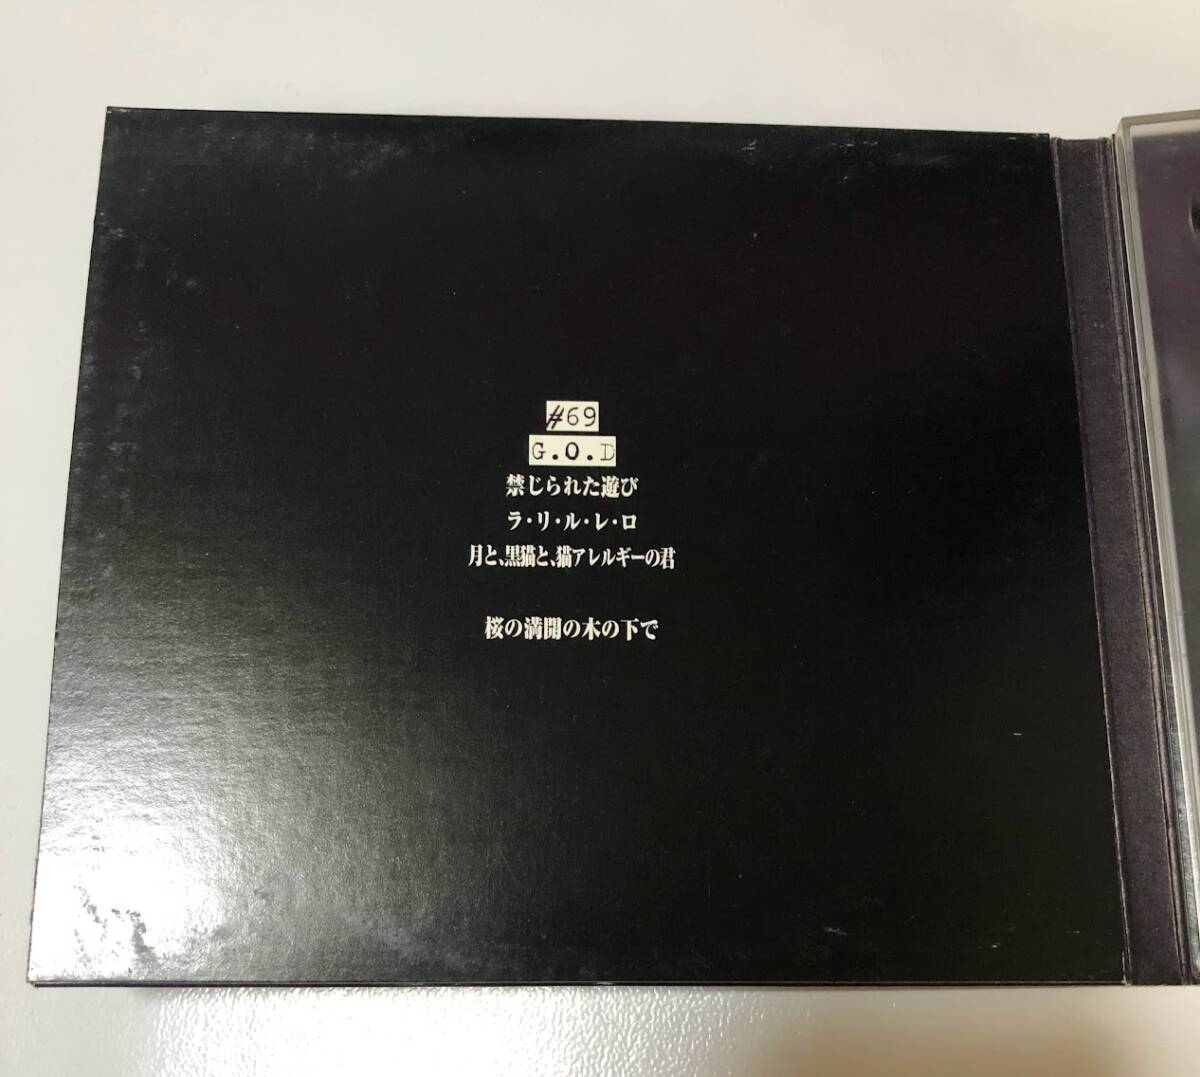 #69
G.O.D
禁じられた遊び
ラ・リ・ル・レ・ロ
月と、黒猫と、猫アレルギーの君
桜の満開の木の下で